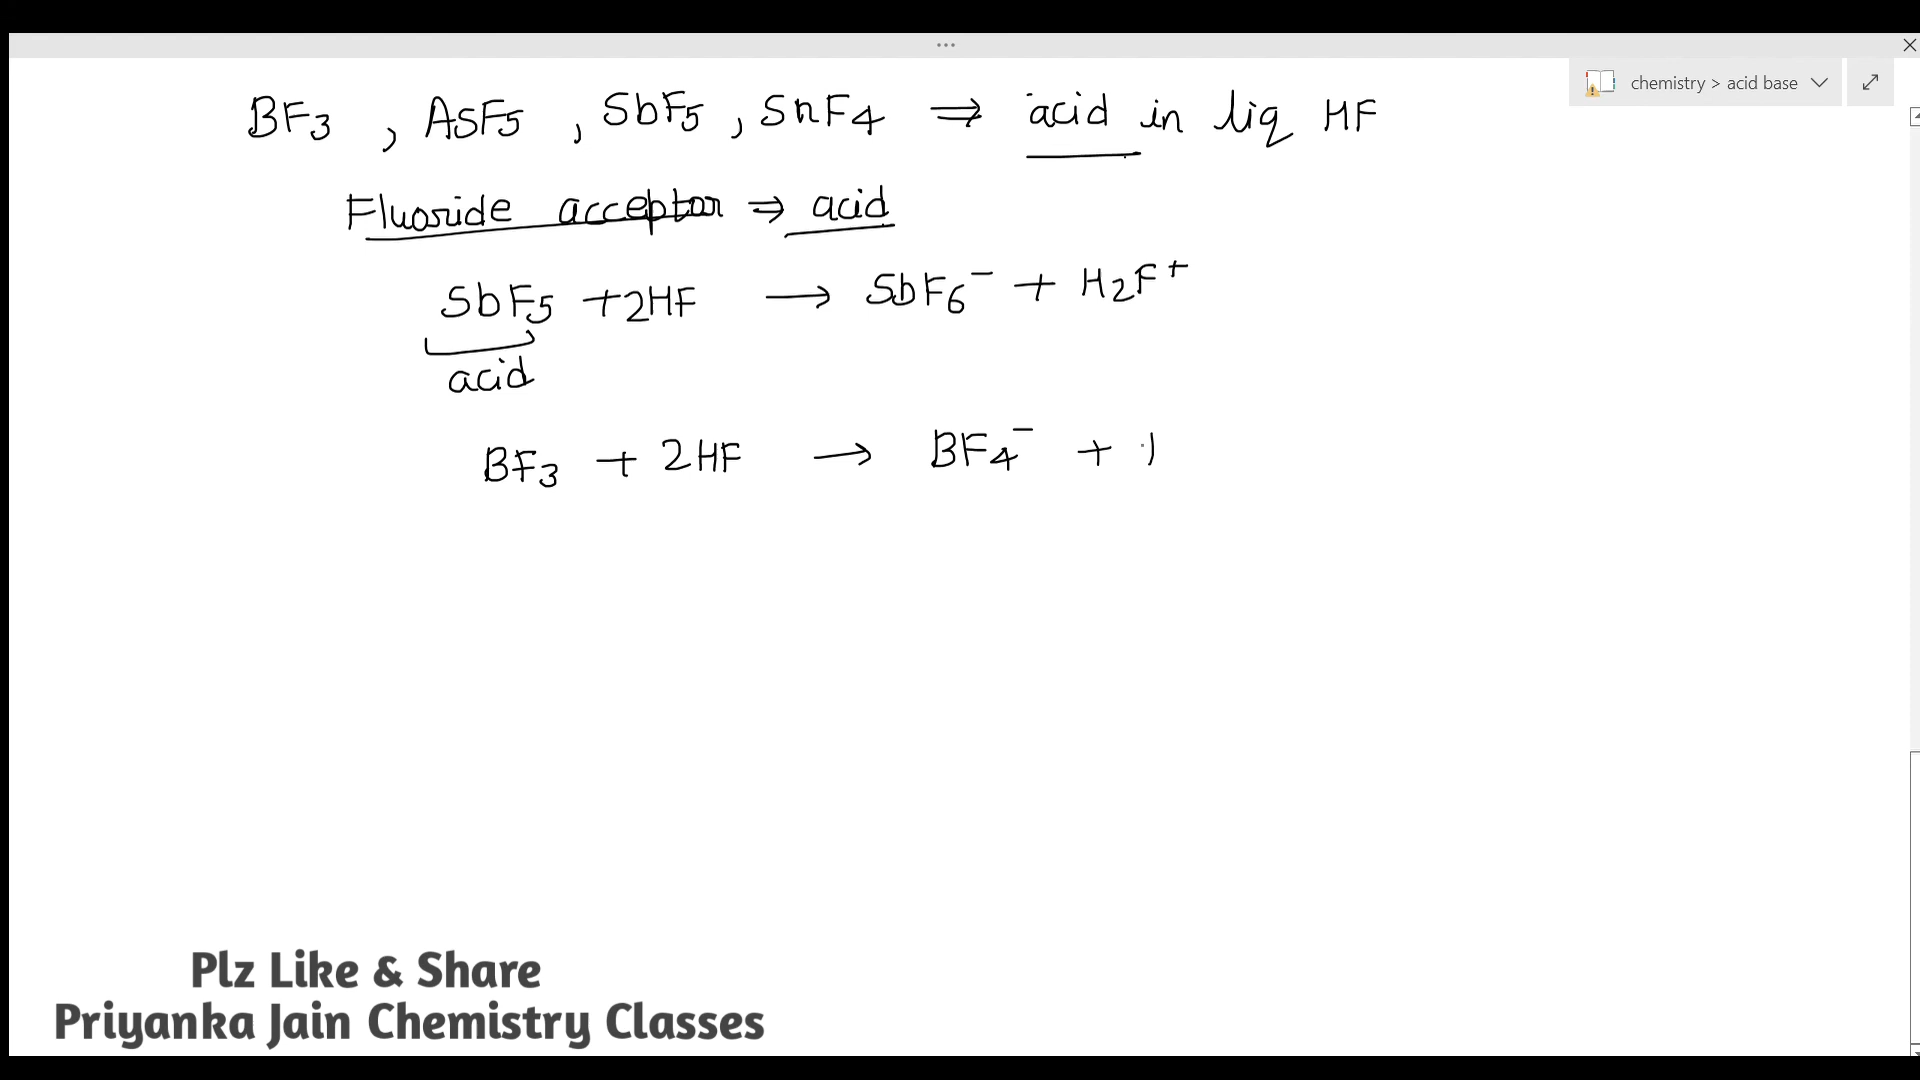 chemistry > acid base
BF3 , AsF5 , SbF5 , SnF4 ⇒ acid in liq HF
Fluoride acceptor ⇒ acid
SbF5 + 2HF → SbF6⁻ + H2F⁺
acid
BF3 + 2HF → BF4⁻ +
Plz Like & Share
Priyanka Jain Chemistry Classes